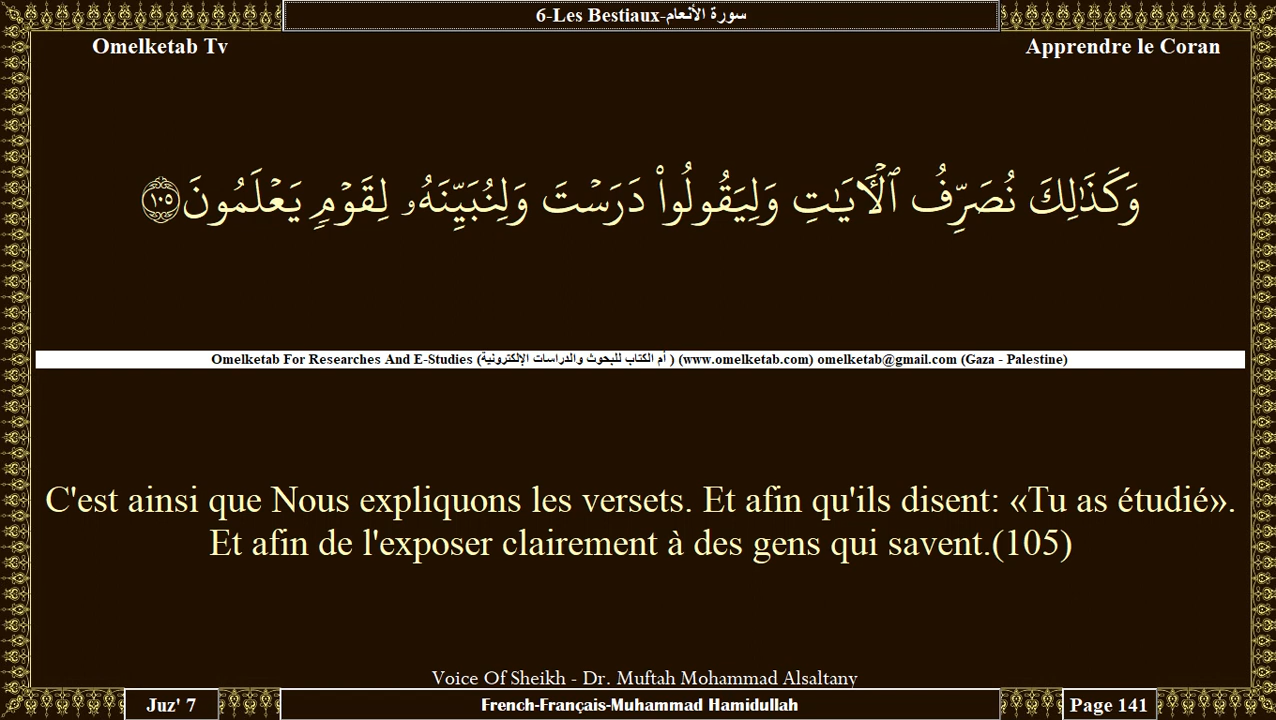 6-Les Bestiaux-سورة الأنعام
Omelketab Tv
Apprendre le Coran
وَكَذَٰلِكَ نُصَرِّفُ ٱلْأَيَـٰتِ وَلِيَقُولُوا۟ دَرَسْتَ وَلِنُبَيِّنَهُۥ لِقَوْمٍ يَعْلَمُونَ ١٠٥
Omelketab For Researches And E-Studies (أم الكتاب للبحوث والدراسات الإلكترونية ) (www.omelketab.com) omelketab@gmail.com (Gaza - Palestine)
C'est ainsi que Nous expliquons les versets. Et afin qu'ils disent: «Tu as étudié».
Et afin de l'exposer clairement à des gens qui savent.(105)
Voice Of Sheikh - Dr. Muftah Mohammad Alsaltany
Juz' 7
French-Français-Muhammad Hamidullah
Page 141